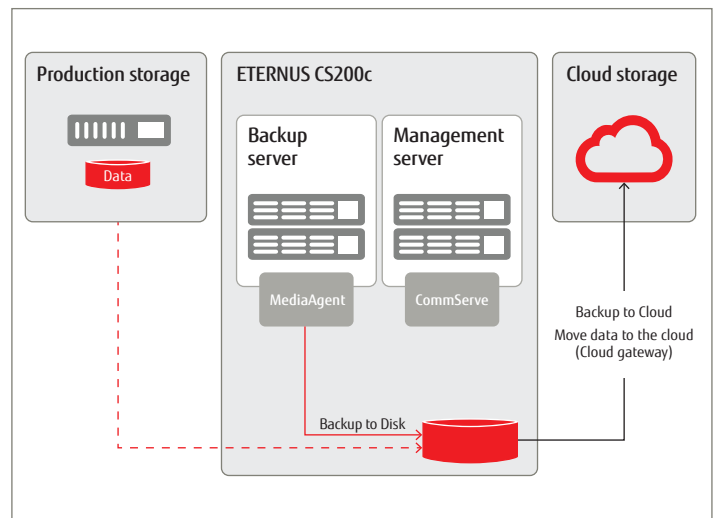 Production storage
Data
ETERNUS CS200c
Backup
server
MediaAgent
Management
server
CommServe
Backup to Disk
Cloud storage
Backup to Cloud
Move data to the cloud
(Cloud gateway)